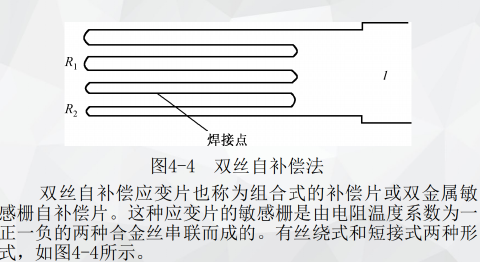 R1
R2
l
焊接点
图4-4 双丝自补偿法
双丝自补偿应变片也称为组合式的补偿片或双金属敏
感栅自补偿片。这种应变片的敏感栅是由电阻温度系数为一
正一负的两种合金丝串联而成的。有丝绕式和短接式两种形
式，如图4-4所示。